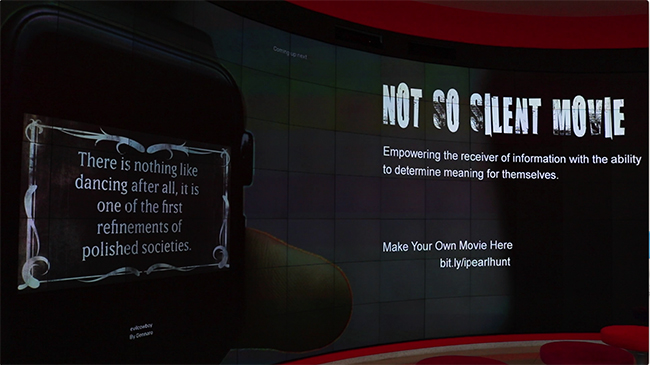 Coming up next
NOT SO SILENT MOVIE
Empowering the receiver of information with the ability
to determine meaning for themselves.
Make Your Own Movie Here
bit.ly/ipearlhunt
There is nothing like
dancing after all, it is
one of the first
refinements of
polished societies.
By Gennaro